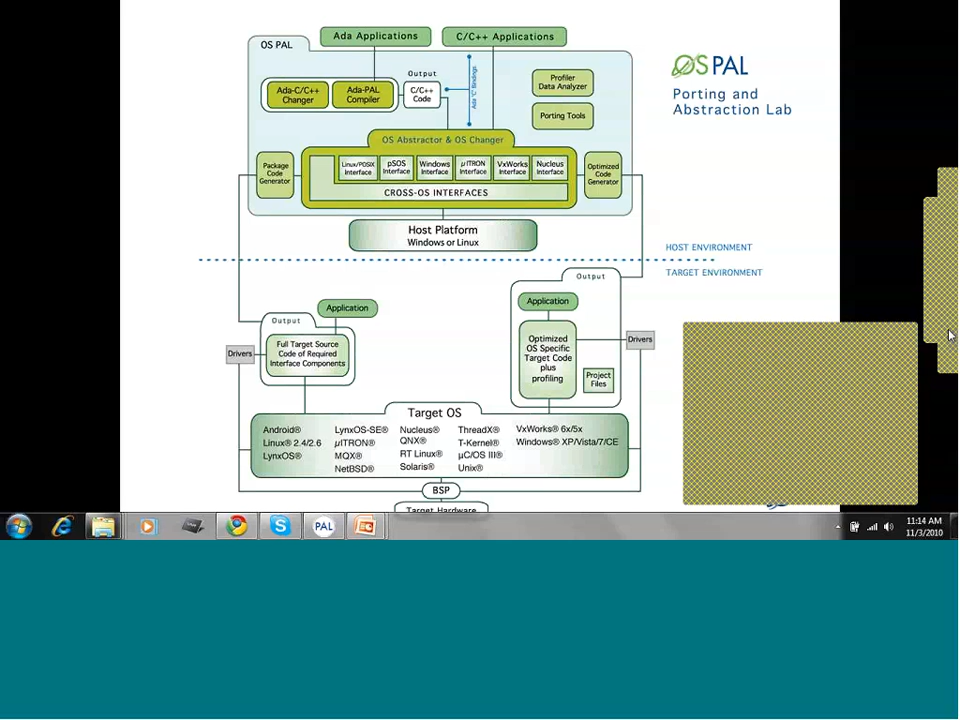 Ada Applications
C/C++ Applications
OS PAL
OS PAL
Porting and
Abstraction Lab
Output
Ada-C/C++
Changer
Ada-PAL
Compiler
C/C++
Code
Ada 'C' Bindings
Profiler
Data Analyzer
Porting Tools
OS Abstractor & OS Changer
Package
Code
Generator
Linux/POSIX
Interface
pSOS
Interface
Windows
Interface
µITRON
Interface
VxWorks
Interface
Nucleus
Interface
Optimized
Code
Generator
CROSS-OS INTERFACES
Host Platform
Windows or Linux
HOST ENVIRONMENT
TARGET ENVIRONMENT
Output
Application
Application
Output
Drivers
Full Target Source
Code of Required
Interface Components
Optimized
OS Specific
Target Code
plus
profiling
Project
Files
Drivers
Target OS
Android®
Linux® 2.4/2.6
LynxOS®
LynxOS-SE®
µITRON®
MQX®
NetBSD®
Nucleus®
QNX®
RT Linux®
Solaris®
ThreadX®
T-Kernel®
µC/OS III®
Unix®
VxWorks® 6x/5x
Windows® XP/Vista/7/CE
BSP
Target Hardware
PAL
11:14 AM
11/3/2010